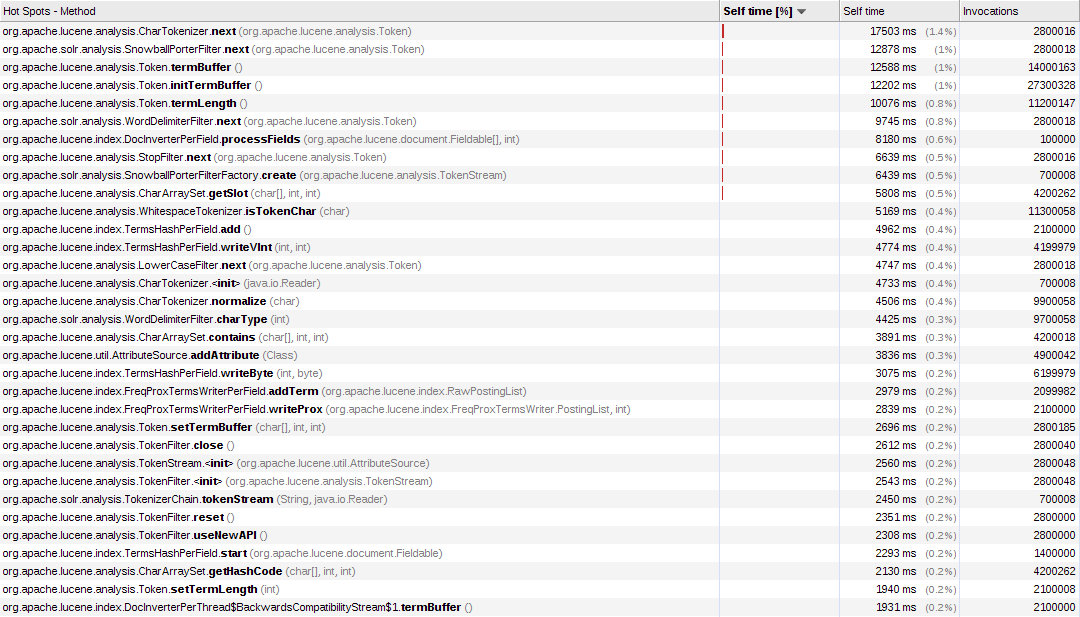 Hot Spots - Method Self time [%] Self time Invocations
org.apache.lucene.analysis.CharTokenizer.next (org.apache.lucene.analysis.Token) 17503 ms (1.4%) 2800016
org.apache.solr.analysis.SnowballPorterFilter.next (org.apache.lucene.analysis.Token) 12878 ms (1%) 2800018
org.apache.lucene.analysis.Token.termBuffer () 12588 ms (1%) 14000163
org.apache.lucene.analysis.Token.initTermBuffer () 12202 ms (1%) 27300328
org.apache.lucene.analysis.Token.termLength () 10076 ms (0.8%) 11200147
org.apache.solr.analysis.WordDelimiterFilter.next (org.apache.lucene.analysis.Token) 9745 ms (0.8%) 2800018
org.apache.lucene.index.DocInverterPerField.processFields (org.apache.lucene.document.Fieldable[], int) 8180 ms (0.6%) 100000
org.apache.lucene.analysis.StopFilter.next (org.apache.lucene.analysis.Token) 6639 ms (0.5%) 2800016
org.apache.solr.analysis.SnowballPorterFilterFactory.create (org.apache.lucene.analysis.TokenStream) 6439 ms (0.5%) 700008
org.apache.lucene.analysis.CharArraySet.getSlot (char[], int, int) 5808 ms (0.5%) 4200262
org.apache.lucene.analysis.WhitespaceTokenizer.isTokenChar (char) 5169 ms (0.4%) 11300058
org.apache.lucene.index.TermsHashPerField.add () 4962 ms (0.4%) 2100000
org.apache.lucene.index.TermsHashPerField.writeVInt (int, int) 4774 ms (0.4%) 4199979
org.apache.lucene.analysis.LowerCaseFilter.next (org.apache.lucene.analysis.Token) 4747 ms (0.4%) 2800018
org.apache.lucene.analysis.CharTokenizer.<init> (java.io.Reader) 4733 ms (0.4%) 700008
org.apache.lucene.analysis.CharTokenizer.normalize (char) 4506 ms (0.4%) 9900058
org.apache.solr.analysis.WordDelimiterFilter.charType (int) 4425 ms (0.3%) 9700058
org.apache.lucene.analysis.CharArraySet.contains (char[], int, int) 3891 ms (0.3%) 4200018
org.apache.lucene.util.AttributeSource.addAttribute (Class) 3836 ms (0.3%) 4900042
org.apache.lucene.index.TermsHashPerField.writeByte (int, byte) 3075 ms (0.2%) 6199979
org.apache.lucene.index.FreqProxTermsWriterPerField.addTerm (org.apache.lucene.index.RawPostingList) 2979 ms (0.2%) 2099982
org.apache.lucene.index.FreqProxTermsWriterPerField.writeProx (org.apache.lucene.index.FreqProxTermsWriter.PostingList, int) 2839 ms (0.2%) 2100000
org.apache.lucene.analysis.Token.setTermBuffer (char[], int, int) 2696 ms (0.2%) 2800185
org.apache.lucene.analysis.TokenFilter.close () 2612 ms (0.2%) 2800040
org.apache.lucene.analysis.TokenStream.<init> (org.apache.lucene.util.AttributeSource) 2560 ms (0.2%) 2800048
org.apache.lucene.analysis.TokenFilter.<init> (org.apache.lucene.analysis.TokenStream) 2543 ms (0.2%) 2800048
org.apache.solr.analysis.TokenizerChain.tokenStream (String, java.io.Reader) 2450 ms (0.2%) 700008
org.apache.lucene.analysis.TokenFilter.reset () 2351 ms (0.2%) 2800000
org.apache.lucene.analysis.TokenFilter.useNewAPI () 2308 ms (0.2%) 2800000
org.apache.lucene.index.TermsHashPerField.start (org.apache.lucene.document.Fieldable) 2293 ms (0.2%) 1400000
org.apache.lucene.analysis.CharArraySet.getHashCode (char[], int, int) 2130 ms (0.2%) 4200262
org.apache.lucene.analysis.Token.setTermLength (int) 1940 ms (0.2%) 2100008
org.apache.lucene.index.DocInverterPerThread$BackwardsCompatibilityStream$1.termBuffer () 1931 ms (0.2%) 2100000